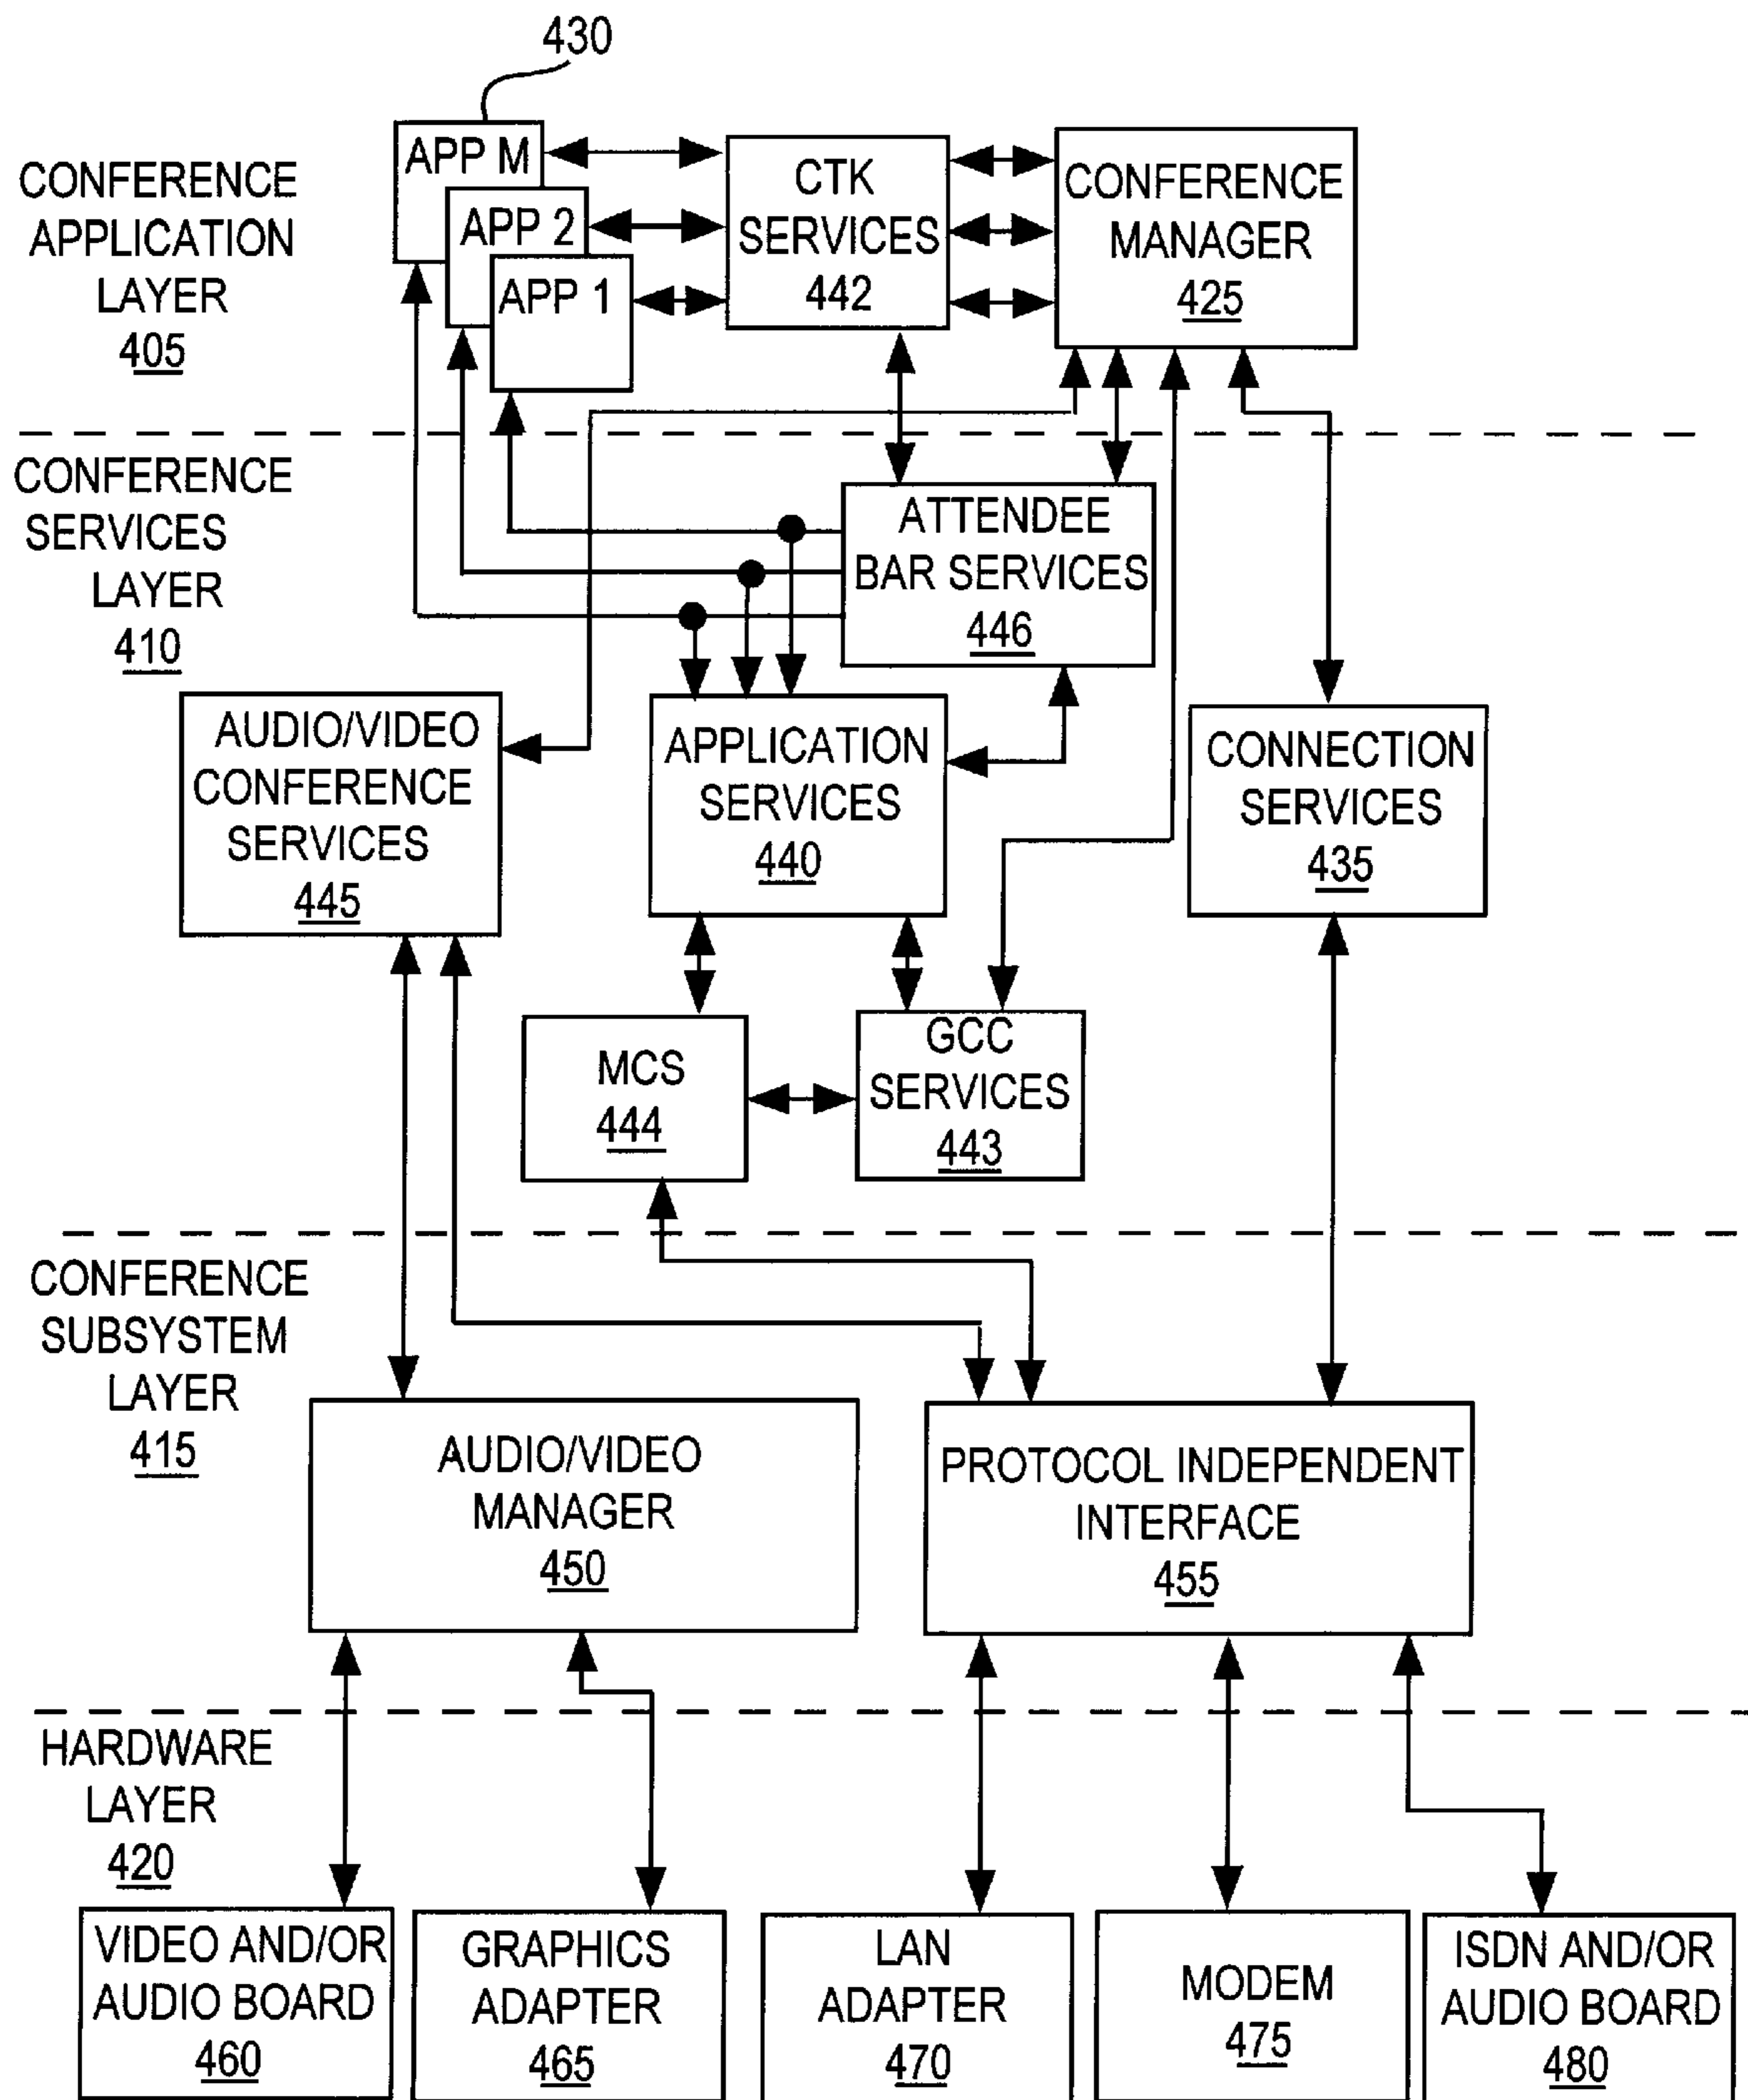 430
CONFERENCE
APPLICATION
LAYER
405
APP M
APP 2
APP 1
CTK
SERVICES
442
CONFERENCE
MANAGER
425
CONFERENCE
SERVICES
LAYER
410
ATTENDEE
BAR SERVICES
446
AUDIO/VIDEO
CONFERENCE
SERVICES
445
APPLICATION
SERVICES
440
CONNECTION
SERVICES
435
MCS
444
GCC
SERVICES
443
CONFERENCE
SUBSYSTEM
LAYER
415
AUDIO/VIDEO
MANAGER
450
PROTOCOL INDEPENDENT
INTERFACE
455
HARDWARE
LAYER
420
VIDEO AND/OR
AUDIO BOARD
460
GRAPHICS
ADAPTER
465
LAN
ADAPTER
470
MODEM
475
ISDN AND/OR
AUDIO BOARD
480